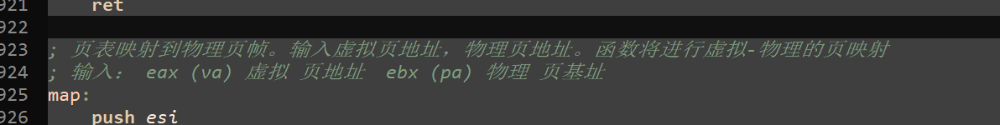 921 ret
922
923 ; 页表映射到物理页帧。输入虚拟页地址，物理页地址。函数将进行虚拟-物理的页映射
924 ; 输入： eax (va) 虚拟 页地址  ebx (pa) 物理 页基址
925 map:
926 push esi